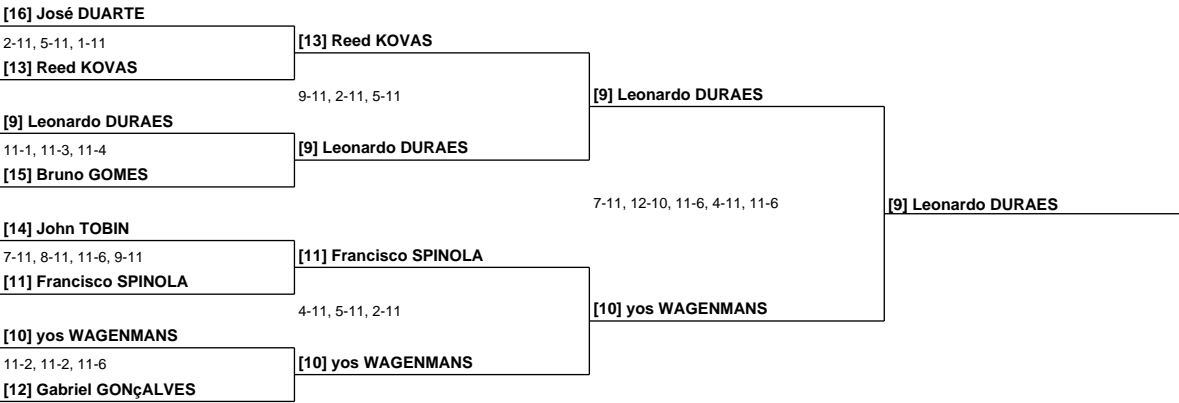 [16] José DUARTE
2-11, 5-11, 1-11
[13] Reed KOVAS
[13] Reed KOVAS
9-11, 2-11, 5-11
[9] Leonardo DURAES
[9] Leonardo DURAES
11-1, 11-3, 11-4
[9] Leonardo DURAES
[15] Bruno GOMES
7-11, 12-10, 11-6, 4-11, 11-6
[9] Leonardo DURAES
[14] John TOBIN
7-11, 8-11, 11-6, 9-11
[11] Francisco SPINOLA
[11] Francisco SPINOLA
4-11, 5-11, 2-11
[10] yos WAGENMANS
[10] yos WAGENMANS
11-2, 11-2, 11-6
[10] yos WAGENMANS
[12] Gabriel GONçALVES